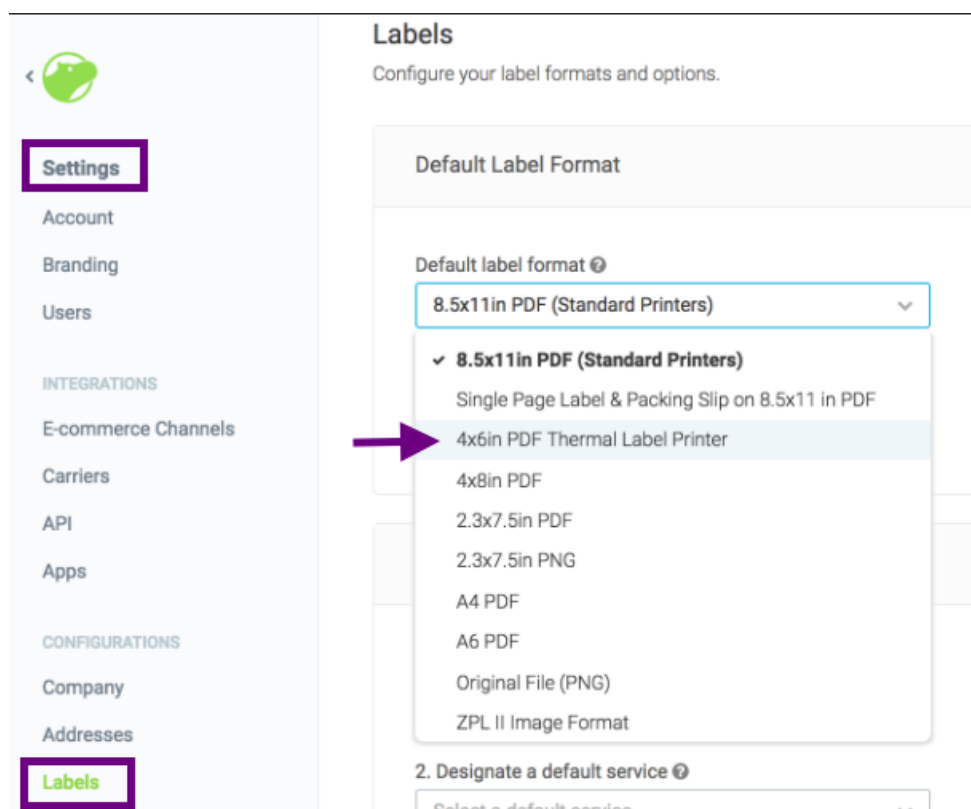 Settings
Account
Branding
Users
INTEGRATIONS
E-commerce Channels
Carriers
API
Apps
CONFIGURATIONS
Company
Addresses
Labels
Labels
Configure your label formats and options.
Default Label Format
Default label format
8.5x11in PDF (Standard Printers)
8.5x11in PDF (Standard Printers)
Single Page Label & Packing Slip on 8.5x11 in PDF
4x6in PDF Thermal Label Printer
4x8in PDF
2.3x7.5in PDF
2.3x7.5in PNG
A4 PDF
A6 PDF
Original File (PNG)
ZPL II Image Format
2. Designate a default service
Select a default service